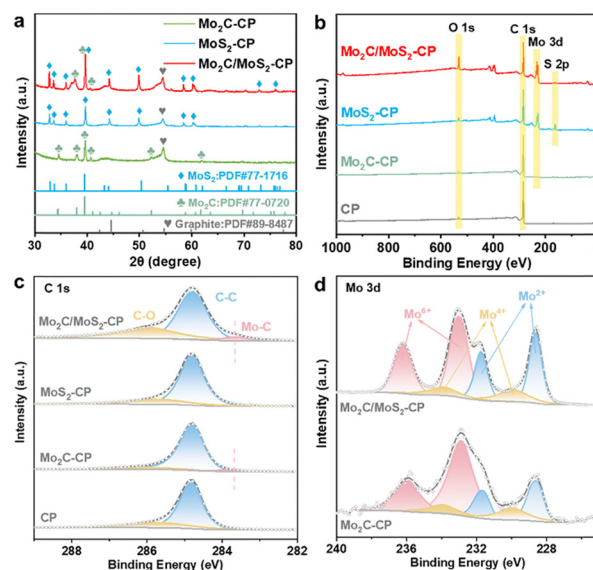 a
Mo₂C-CP
MoS₂-CP
Mo₂C/MoS₂-CP
Intensity (a.u.)
♦ MoS₂:PDF#77-1716
♣ Mo₂C:PDF#77-0720
♥ Graphite:PDF#89-8487
30 40 50 60 70 80
2θ (degree)
b
O 1s
C 1s
Mo 3d
S 2p
Mo₂C/MoS₂-CP
MoS₂-CP
Mo₂C-CP
CP
Intensity (a.u.)
1000 800 600 400 200 0
Binding Energy (eV)
c
C 1s
C-O
C-C
Mo-C
Mo₂C/MoS₂-CP
MoS₂-CP
Mo₂C-CP
CP
Intensity (a.u.)
288 286 284 282
Binding Energy (eV)
d
Mo 3d
Mo⁶⁺
Mo⁴⁺
Mo²⁺
Mo₂C/MoS₂-CP
Mo₂C-CP
Intensity (a.u.)
240 236 232 228
Binding Energy (eV)